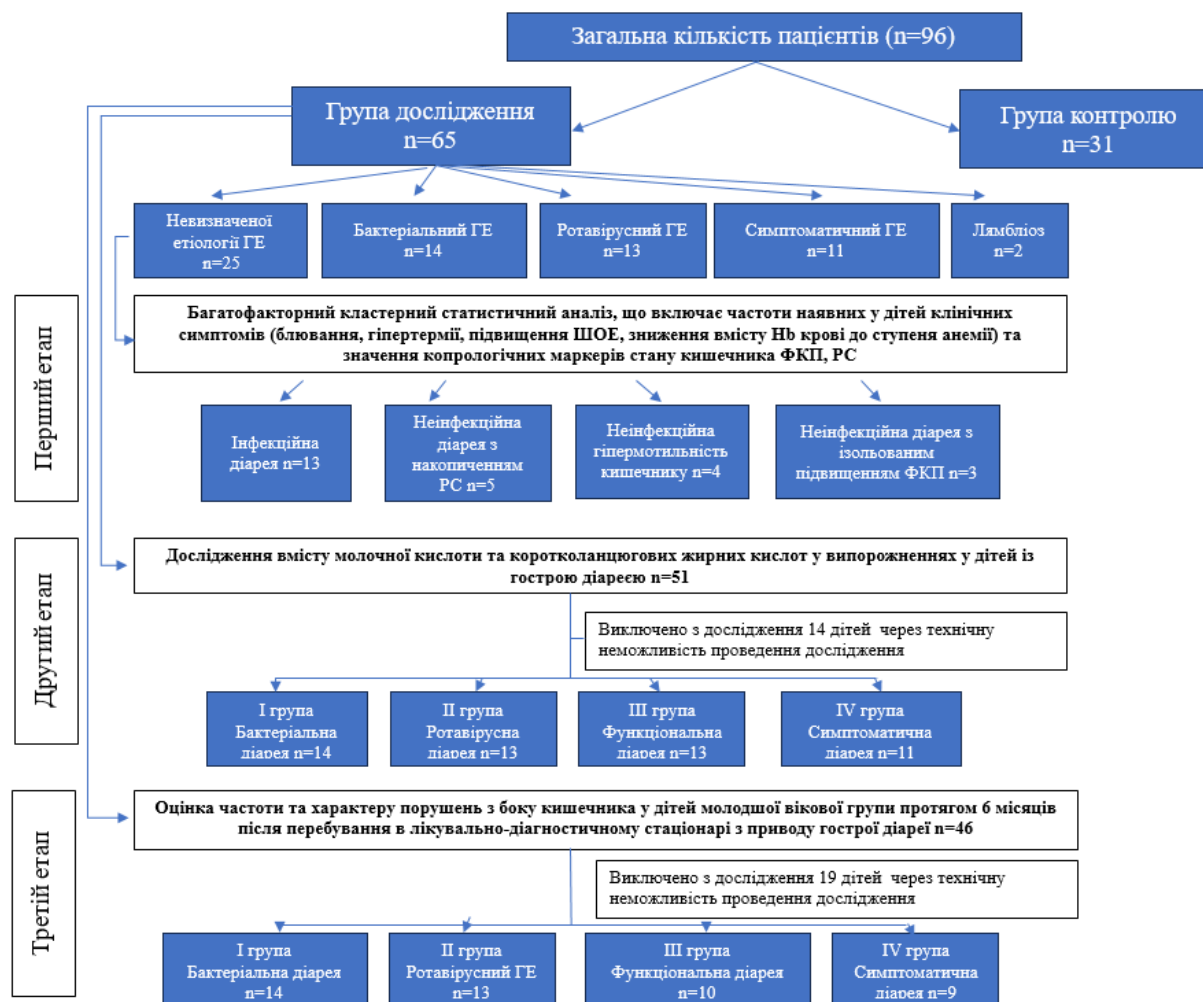 Загальна кількість пацієнтів (n=96)
Група дослідження
n=65
Група контролю
n=31
Невизначеної
етіології ГЕ
n=25
Бактеріальний ГЕ
n=14
Ротавірусний ГЕ
n=13
Симптоматичний ГЕ
n=11
Лямбліоз
n=2
Перший етап
Багатофакторний кластерний статистичний аналіз, що включає частоти наявних у дітей клінічних
симптомів (блювання, гіпертермії, підвищення ШОЕ, зниження вмісту Hb крові до ступеня анемії) та
значення копрологічних маркерів стану кишечника ФКП, РС
Інфекційна
діарея n=13
Неінфекційна
діарея з
накопиченням
РС n=5
Неінфекційна
гіпермотильність
кишечнику n=4
Неінфекційна діарея з
ізольованим
підвищенням ФКП n=3
Другий етап
Дослідження вмісту молочної кислоти та коротколанцюгових жирних кислот у випорожненнях у дітей із
гострою діареєю n=51
Виключено з дослідження 14 дітей через технічну
неможливість проведення дослідження
I група
Бактеріальна
діарея n=14
II група
Ротавірусна
діарея n=13
III група
Функціональна
діарея n=13
IV група
Симптоматична
діарея n=11
Третій етап
Оцінка частоти та характеру порушень з боку кишечника у дітей молодшої вікової групи протягом 6 місяців
після перебування в лікувально-діагностичному стаціонарі з приводу гострої діареї n=46
Виключено з дослідження 19 дітей через технічну
неможливість проведення дослідження
I група
Бактеріальна діарея
n=14
II група
Ротавірусний ГЕ
n=13
III група
Функціональна діарея
n=10
IV група
Симптоматична
діарея n=9